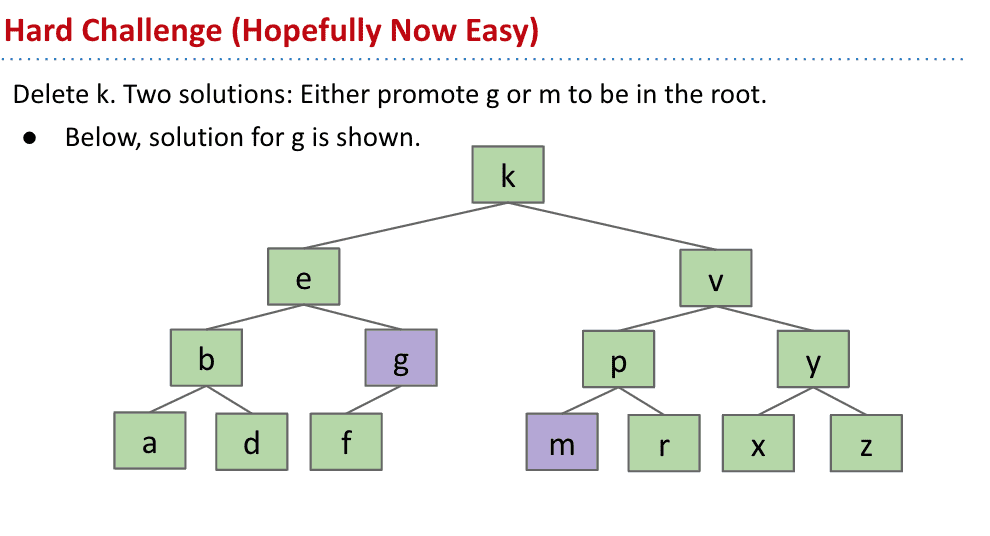 Hard Challenge (Hopefully Now Easy)
Delete k. Two solutions: Either promote g or m to be in the root.
● Below, solution for g is shown.
k
e v
b g p y
a d f m r x z